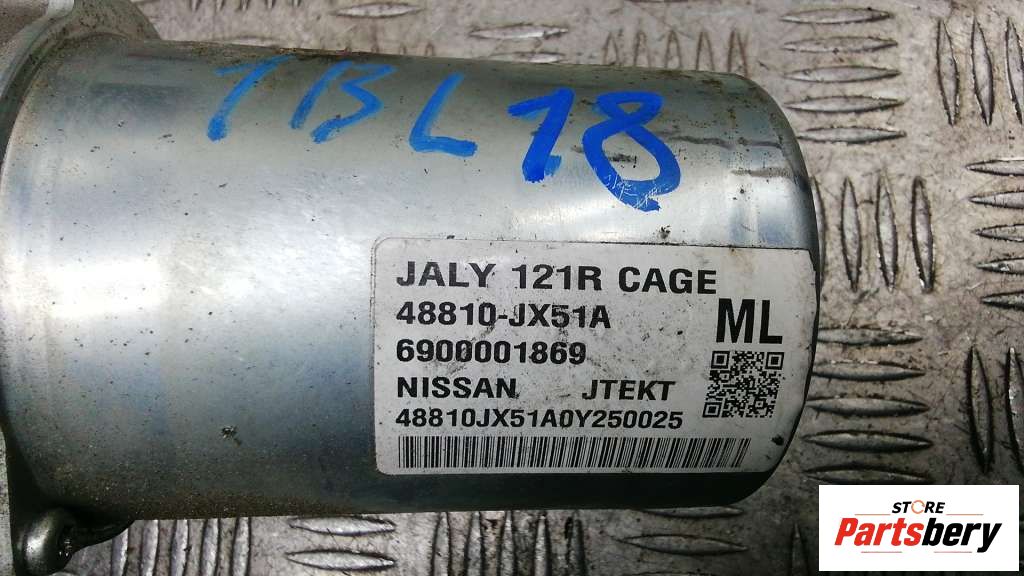 TBL18
JALY 121R CAGE
48810-JX51A
ML
6900001869
NISSAN JTEKT
48810JX51A0Y250025
STORE
Partsbery